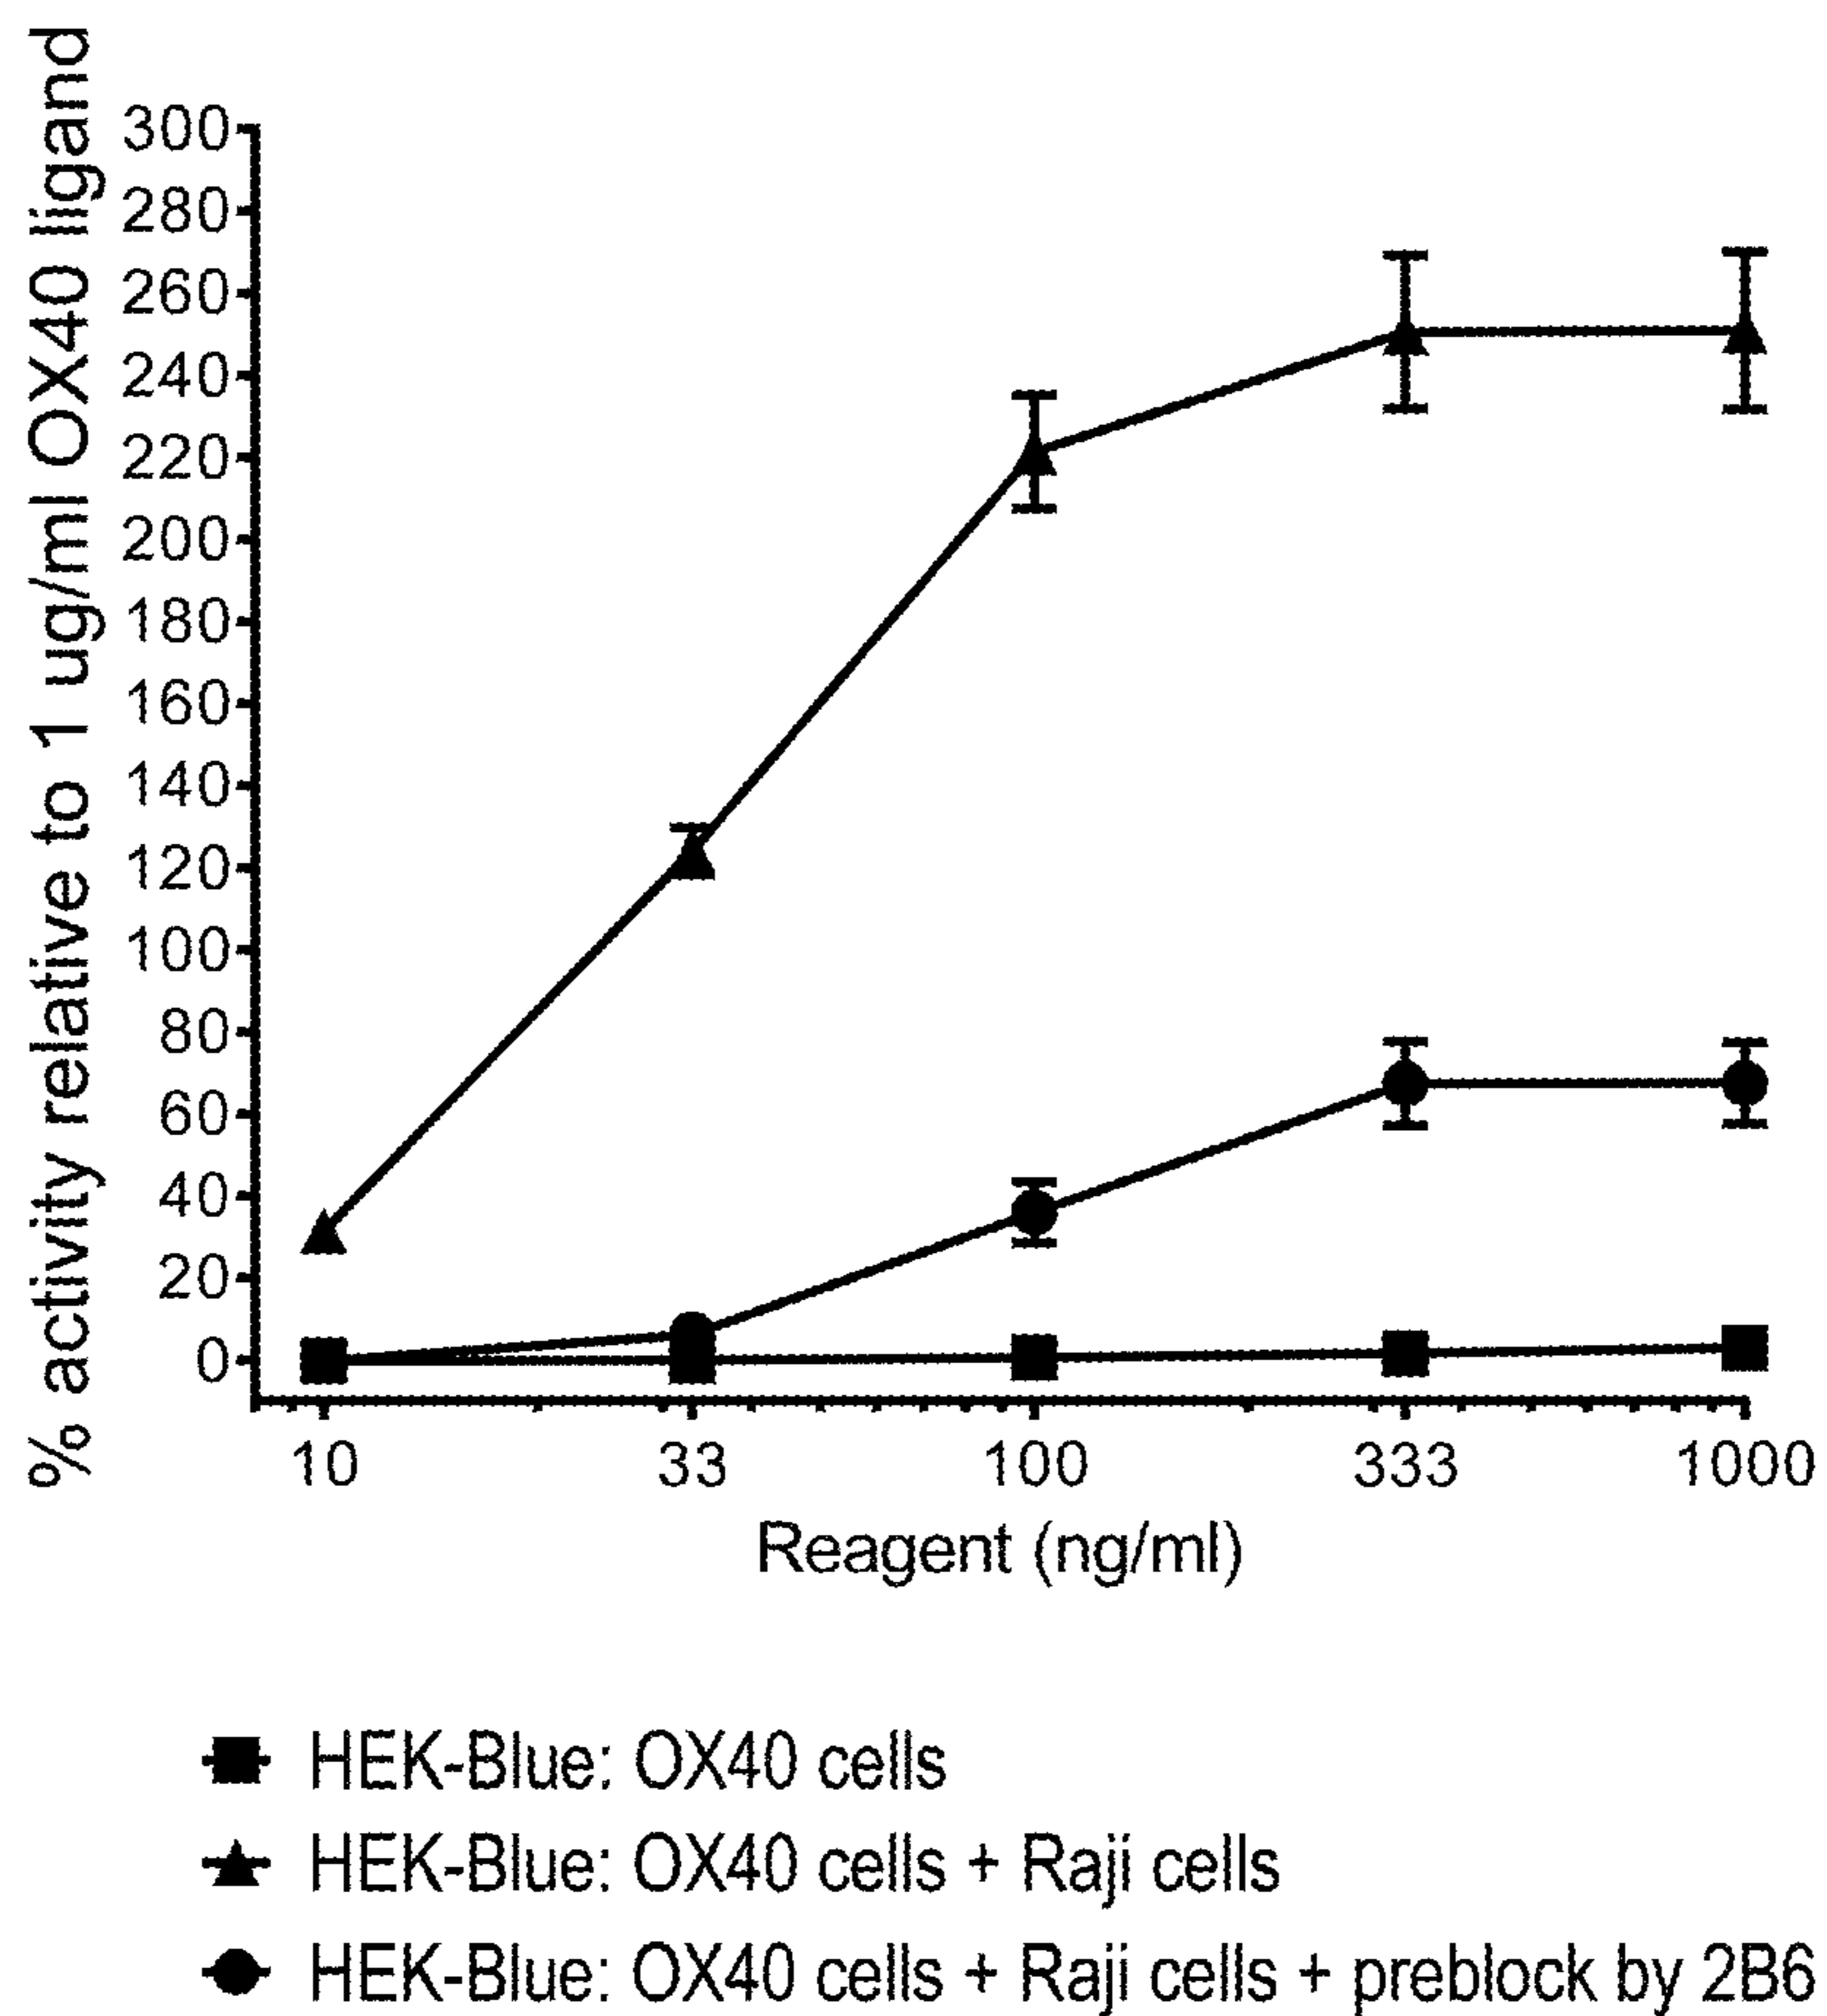 % activity relative to 1 ug/ml OX40 ligand
300
280
260
240
220
200
180
160
140
120
100
80
60
40
20
0
10 33 100 333 1000
Reagent (ng/ml)
HEK-Blue: OX40 cells
HEK-Blue: OX40 cells + Raji cells
HEK-Blue: OX40 cells + Raji cells + preblock by 2B6